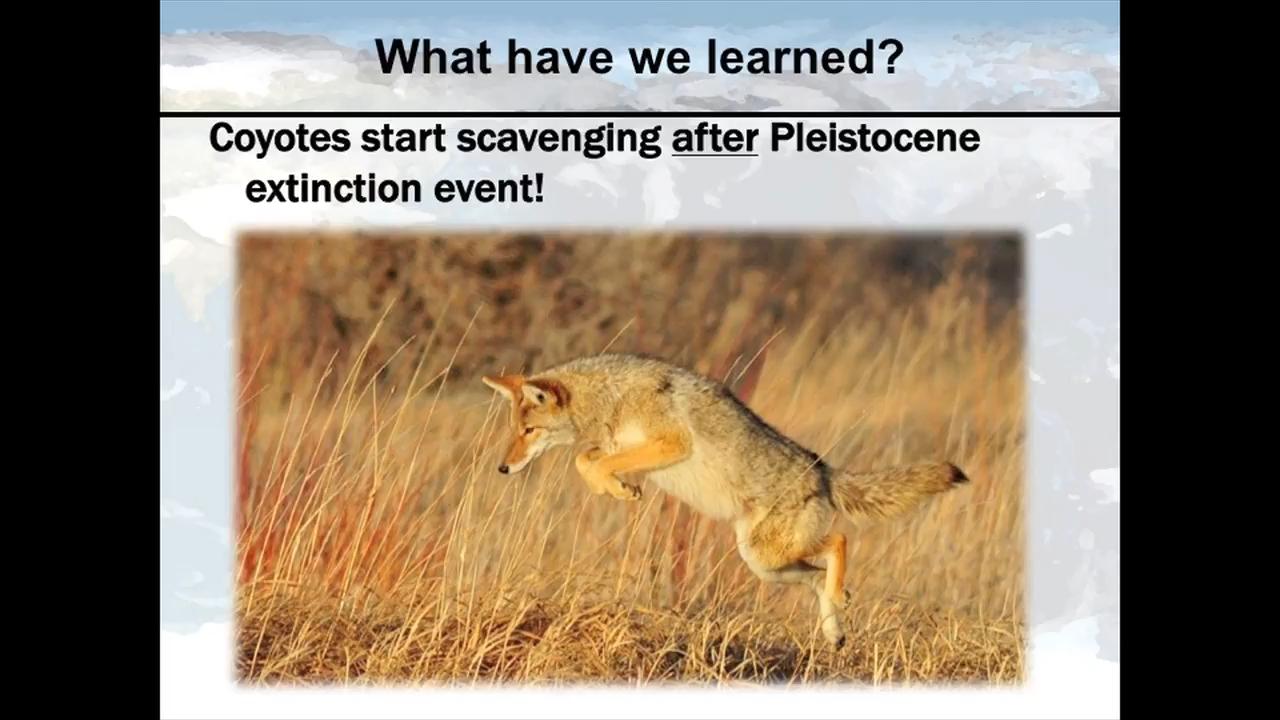 What have we learned?
Coyotes start scavenging after Pleistocene
extinction event!